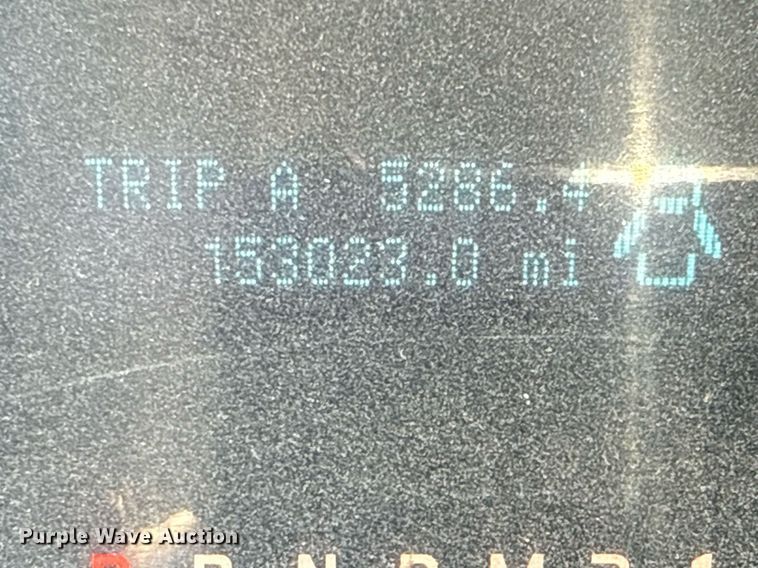 TRIP A 5286.4
153023.0 mi
Purple Wave Auction